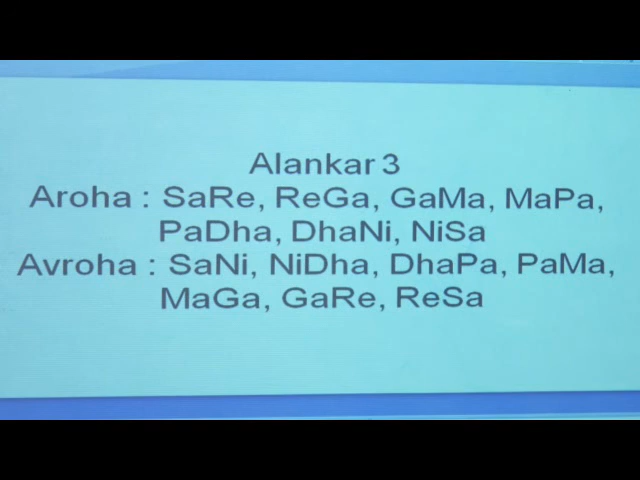 Alankar 3
Aroha : SaRe, ReGa, GaMa, MaPa,
PaDha, DhaNi, NiSa
Avroha : SaNi, NiDha, DhaPa, PaMa,
MaGa, GaRe, ReSa